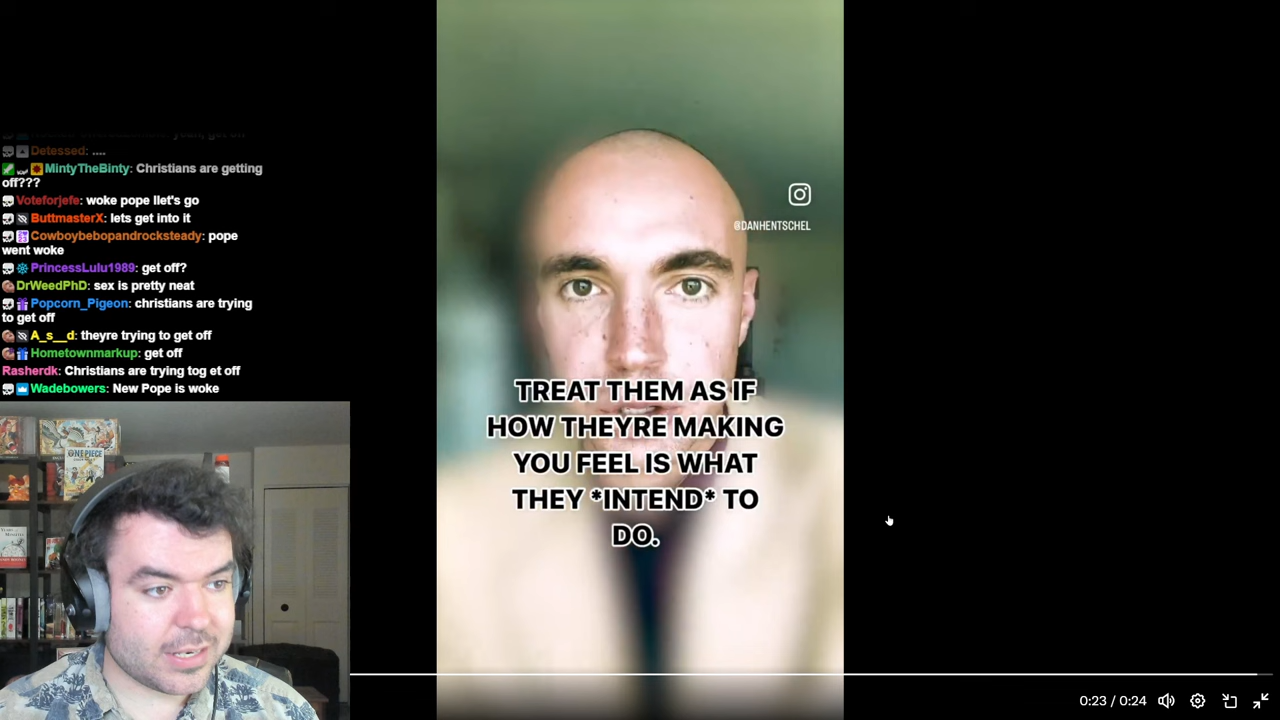 Detessed: ....
MintyTheBinty: Christians are getting
off???
Voteforjefe: woke pope llet's go
ButtmasterX: lets get into it
Cowboybebopandrocksteady: pope
went woke
PrincessLulu1989: get off?
DrWeedPhD: sex is pretty neat
Popcorn_Pigeon: christians are trying
to get off
A_s__d: theyre trying to get off
Hometownmarkup: get off
Rasherdk: Christians are trying tog et off
Wadebowers: New Pope is woke
@DANHENTSCHEL
TREAT THEM AS IF
HOW THEYRE MAKING
YOU FEEL IS WHAT
THEY *INTEND* TO
DO.
ONE PIECE
0:23 / 0:24